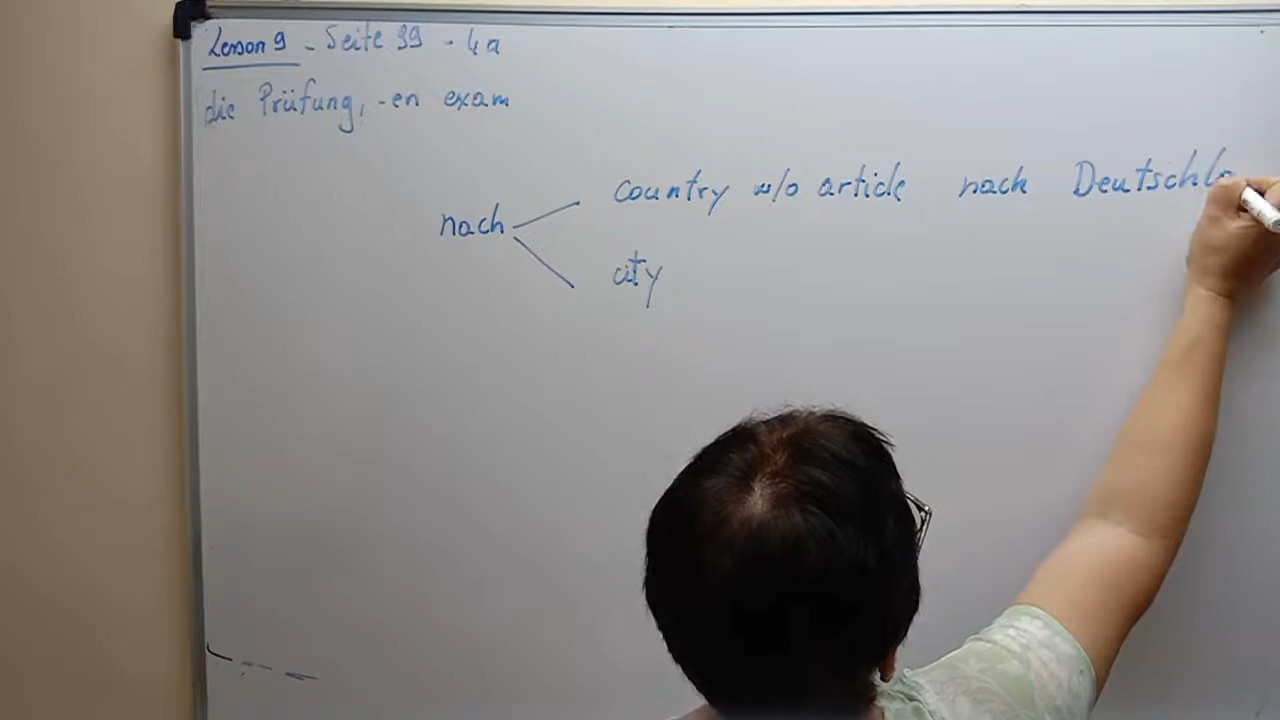 Lesson 9 - Seite 99 - 4a
die Prüfung, -en exam
country w/o article nach Deutschla
nach
city